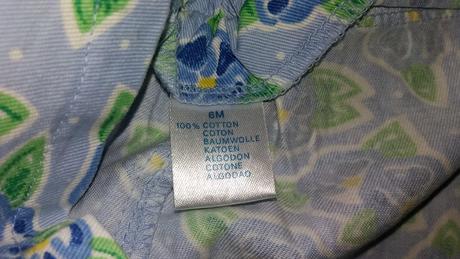 6M
100% COTTON
COTON
BAUMWOLLE
KATOEN
ALGODON
COTONE
ALGODAO